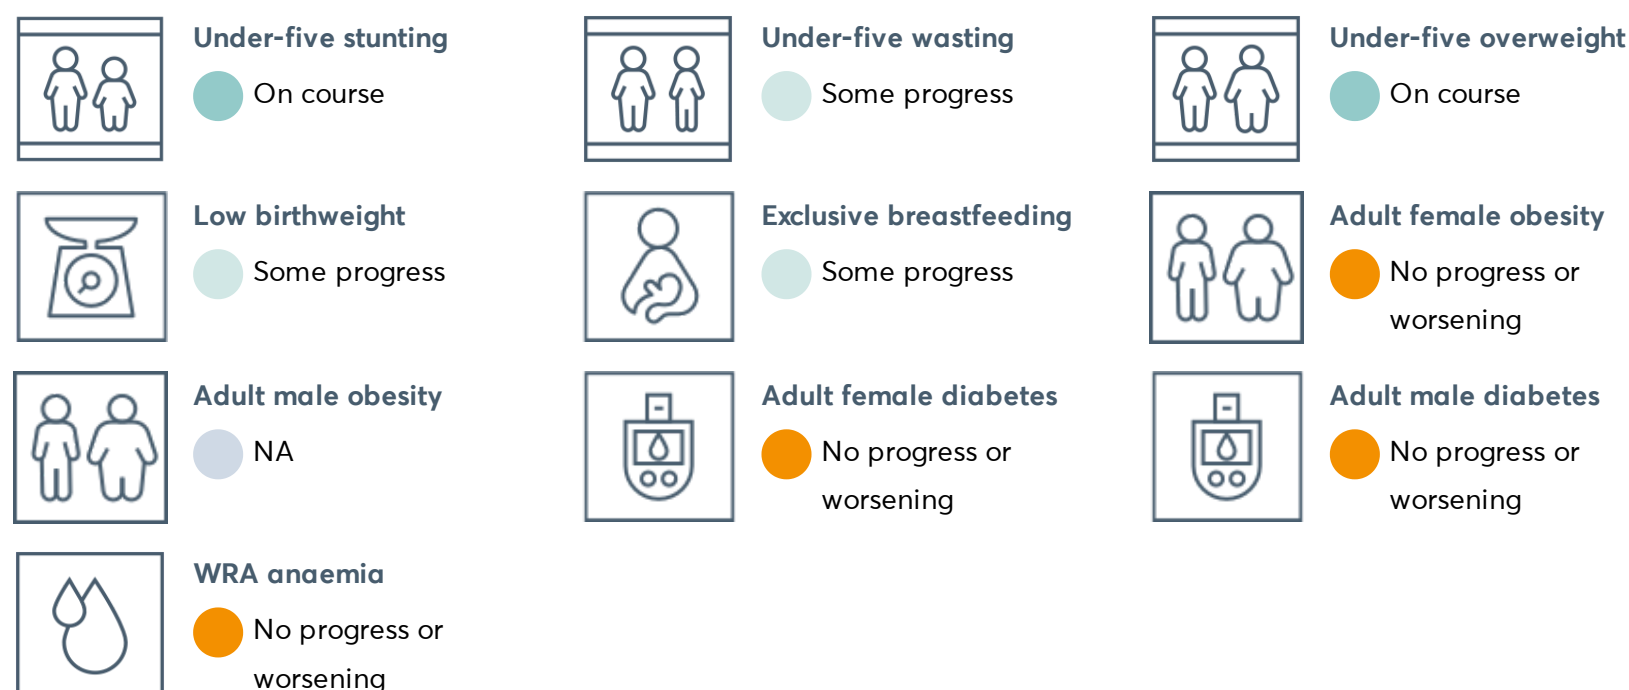 Under-five stunting
On course
Under-five wasting
Some progress
Under-five overweight
On course
Low birthweight
Some progress
Exclusive breastfeeding
Some progress
Adult female obesity
No progress or
worsening
Adult male obesity
NA
Adult female diabetes
No progress or
worsening
Adult male diabetes
No progress or
worsening
WRA anaemia
No progress or
worsening